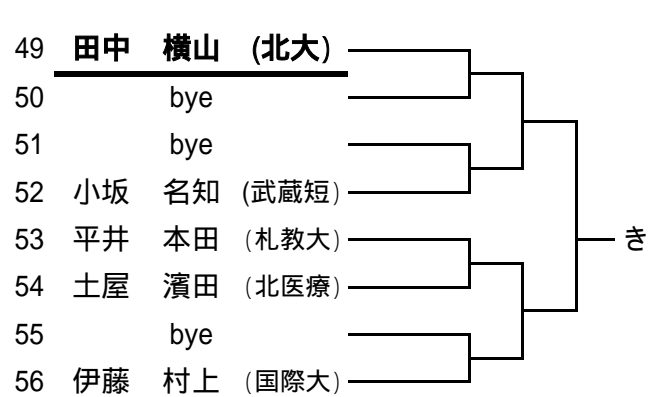 49 田中 横山 (北大)
50 bye
51 bye
52 小坂 名知 (武蔵短)
53 平井 本田 (札教大)
き
54 土屋 濱田 (北医療)
55 bye
56 伊藤 村上 (国際大)